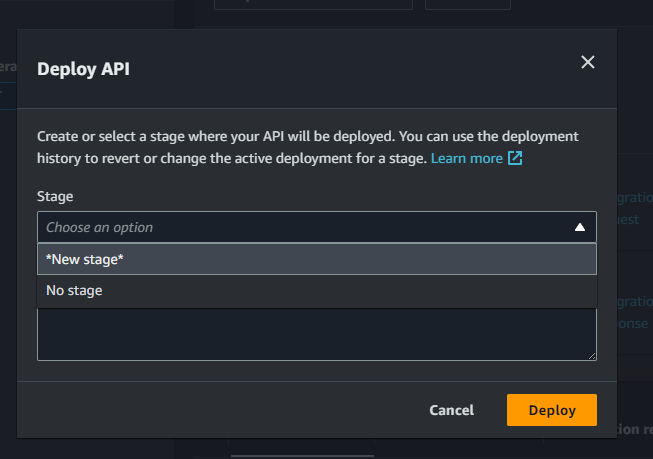 Deploy API
Create or select a stage where your API will be deployed. You can use the deployment
history to revert or change the active deployment for a stage. Learn more
Stage
Choose an option
*New stage*
No stage
Cancel
Deploy